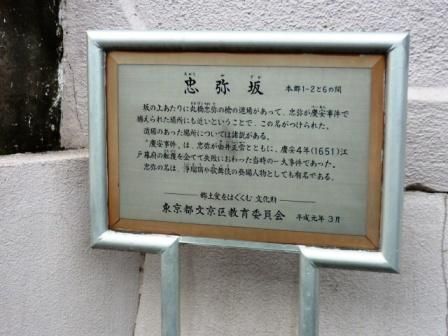 忠弥坂 本郷1-2と6の間
坂の上あたりに丸橋忠弥の槍の道場があって、忠弥が慶安事件で
捕えられた場所にも近いということで、この名がつけられた。
道場のあった場所については諸説がある。
“慶安事件”は、忠弥が由井正雪とともに、慶安4年(1651)江
戸幕府の転覆を企てて失敗におわった当時の一大事件であった。
忠弥の名は、浄瑠璃や歌舞伎の登場人物としても有名である。
郷土愛をはぐくむ文化財
東京都文京区教育委員会 平成元年3月